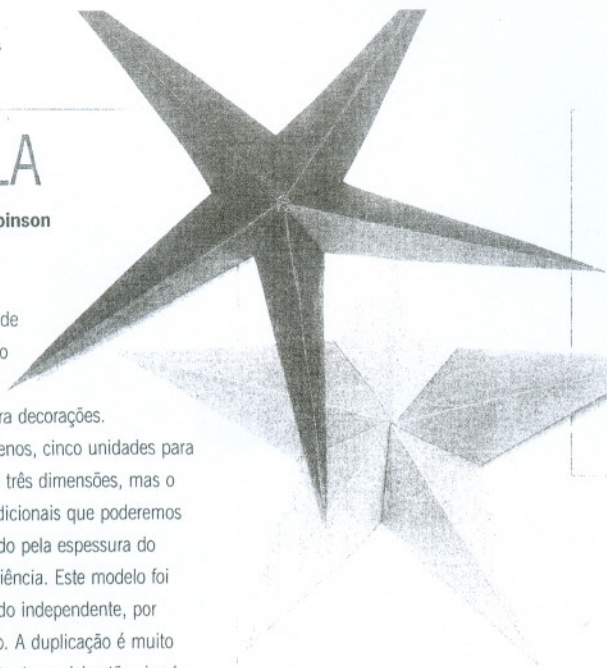 LA
binson
de
o
ra decorações.
enos, cinco unidades para
três dimensões, mas o
dicionais que poderemos
do pela espessura do
iência. Este modelo foi
do independente, por
o. A duplicação é muito